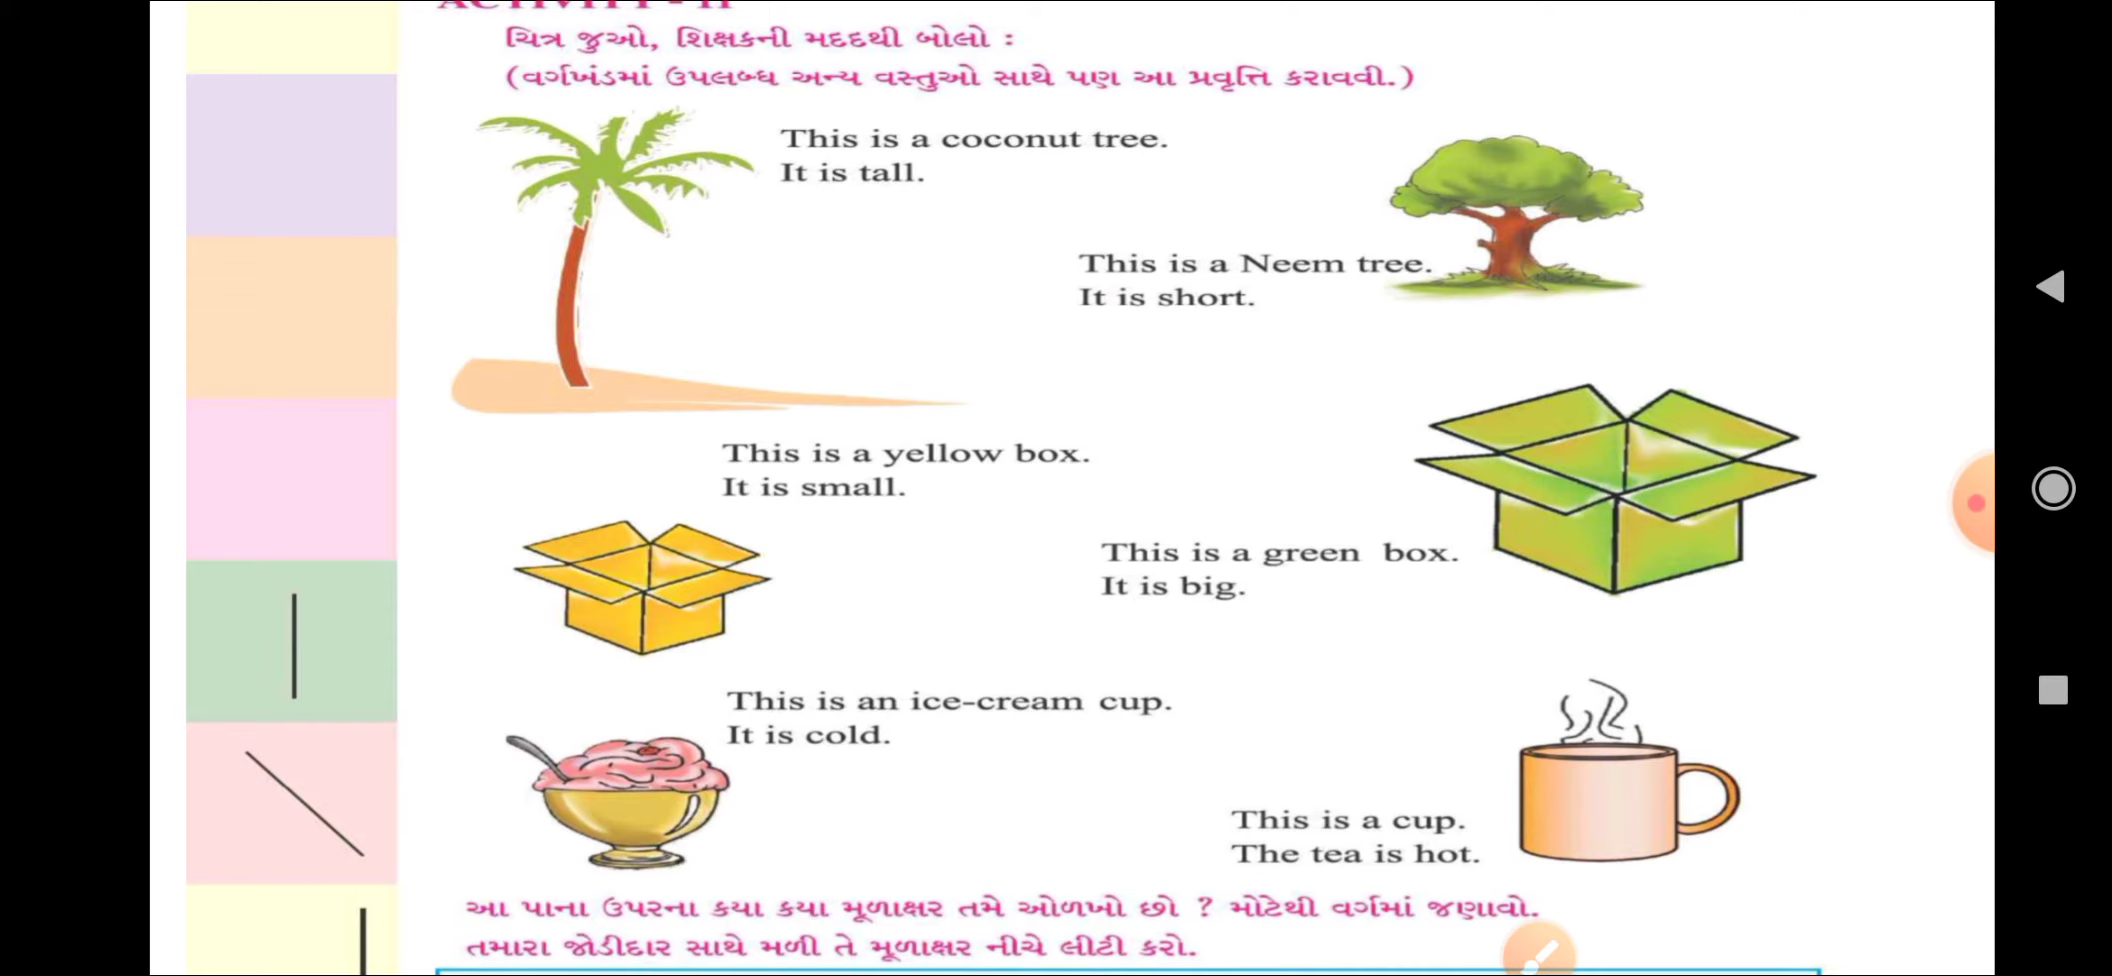 ACTIVITY - 11
ચિત્ર જુઓ, શિક્ષકની મદદથી બોલો :
(વર્ગખંડમાં ઉપલબ્ધ અન્ય વસ્તુઓ સાથે પણ આ પ્રવૃત્તિ કરાવવી.)
This is a coconut tree.
It is tall.
This is a Neem tree.
It is short.
This is a yellow box.
It is small.
This is a green box.
It is big.
This is an ice-cream cup.
It is cold.
This is a cup.
The tea is hot.
આ પાના ઉપરના કયા કયા મૂળાક્ષર તમે ઓળખો છો ? મોટેથી વર્ગમાં જણાવો.
તમારા જોડીદાર સાથે મળી તે મૂળાક્ષર નીચે લીટી કરો.